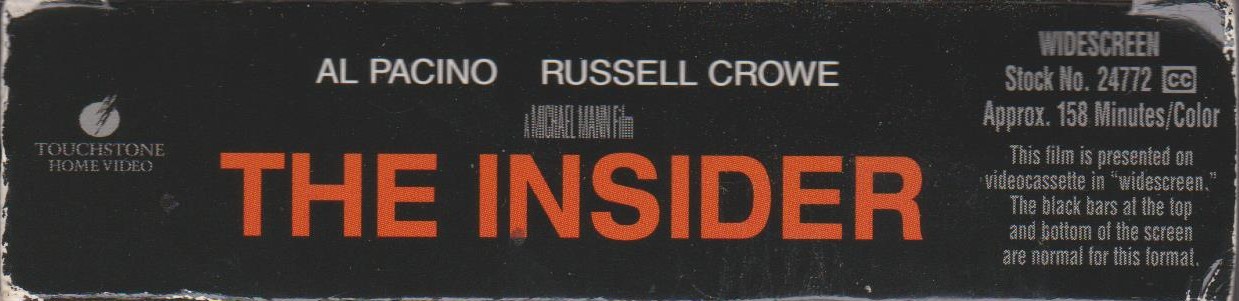 AL PACINO RUSSELL CROWE
A MICHAEL MANN Film
THE INSIDER
TOUCHSTONE
HOME VIDEO
WIDESCREEN
Stock No. 24772 CC
Approx. 158 Minutes/Color
This film is presented on
videocassette in "widescreen."
The black bars at the top
and bottom of the screen
are normal for this format.